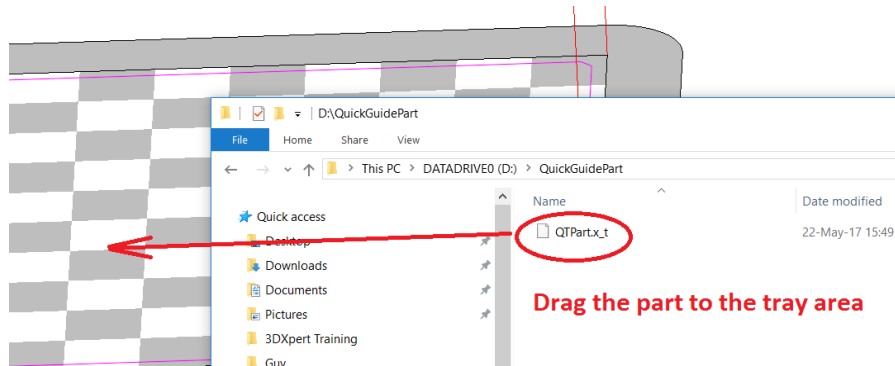 D:\QuickGuidePart
File Home Share View
This PC > DATADRIVE0 (D:) > QuickGuidePart
Name Date modified
Quick access
QTPart.x_t 22-May-17 15:49
Desktop
Downloads
Documents
Pictures
3DXpert Training
Guy
Drag the part to the tray area